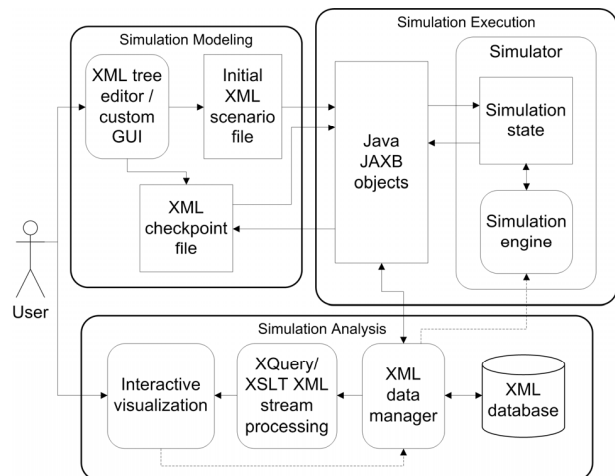 Simulation Modeling
XML tree
editor /
custom
GUI
Initial
XML
scenario
file
XML
checkpoint
file
Simulation Execution
Java
JAXB
objects
Simulator
Simulation
state
Simulation
engine
User
Simulation Analysis
Interactive
visualization
XQuery/
XSLT XML
stream
processing
XML
data
manager
XML
database